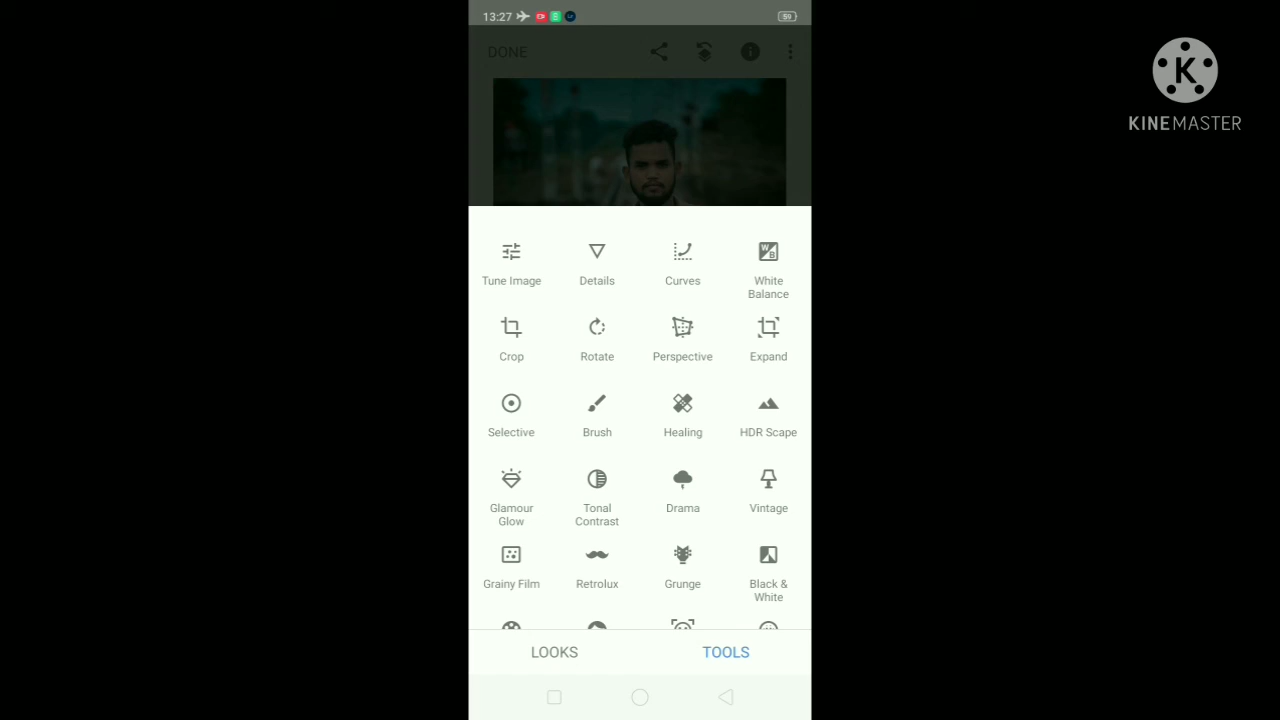 13:27
59
DONE
KINEMASTER
Tune Image
Details
Curves
White
Balance
Crop
Rotate
Perspective
Expand
Selective
Brush
Healing
HDR Scape
Glamour
Glow
Tonal
Contrast
Drama
Vintage
Grainy Film
Retrolux
Grunge
Black &
White
LOOKS
TOOLS